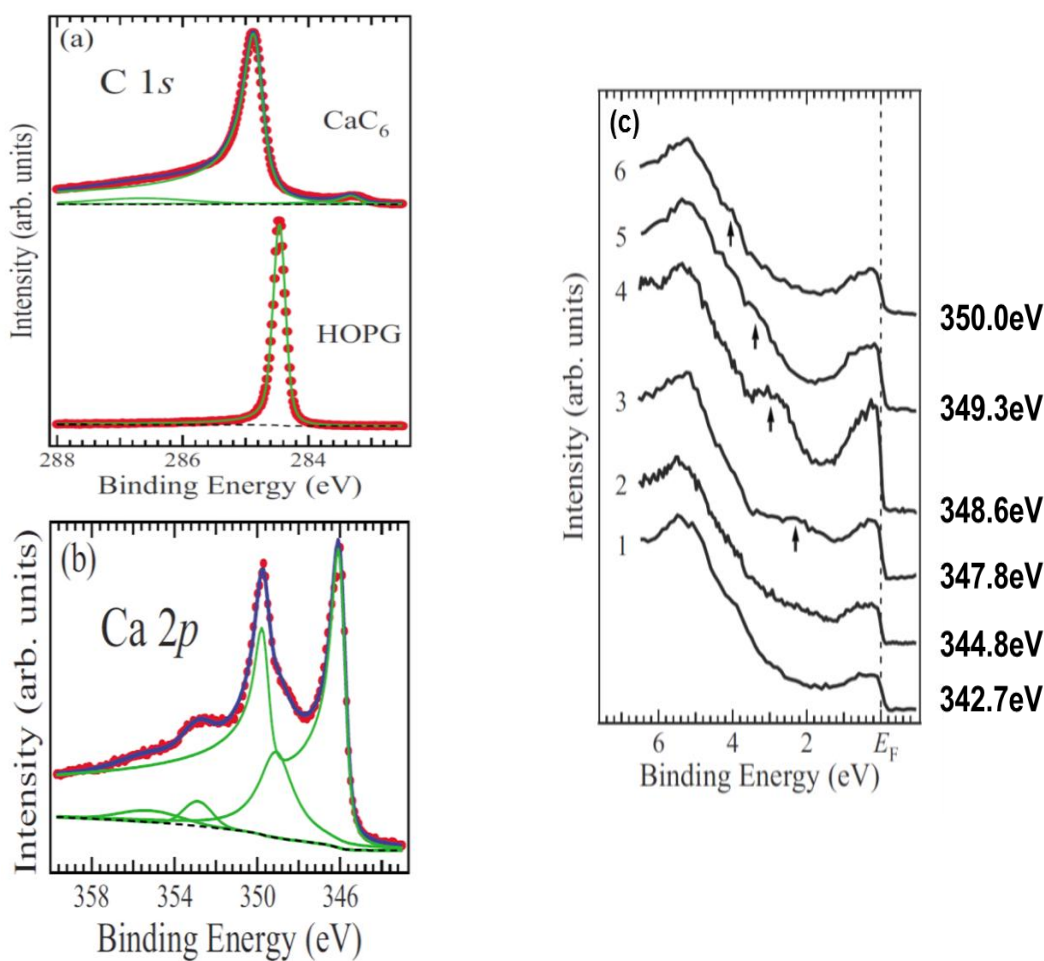 (a)
C 1s
CaC6
HOPG
Intensity (arb. units)
288 286 284
Binding Energy (eV)
(b)
Ca 2p
Intensity (arb. units)
358 354 350 346
Binding Energy (eV)
(c)
6
5
4
3
2
1
350.0eV
349.3eV
348.6eV
347.8eV
344.8eV
342.7eV
Intensity (arb. units)
6 4 2 EF
Binding Energy (eV)